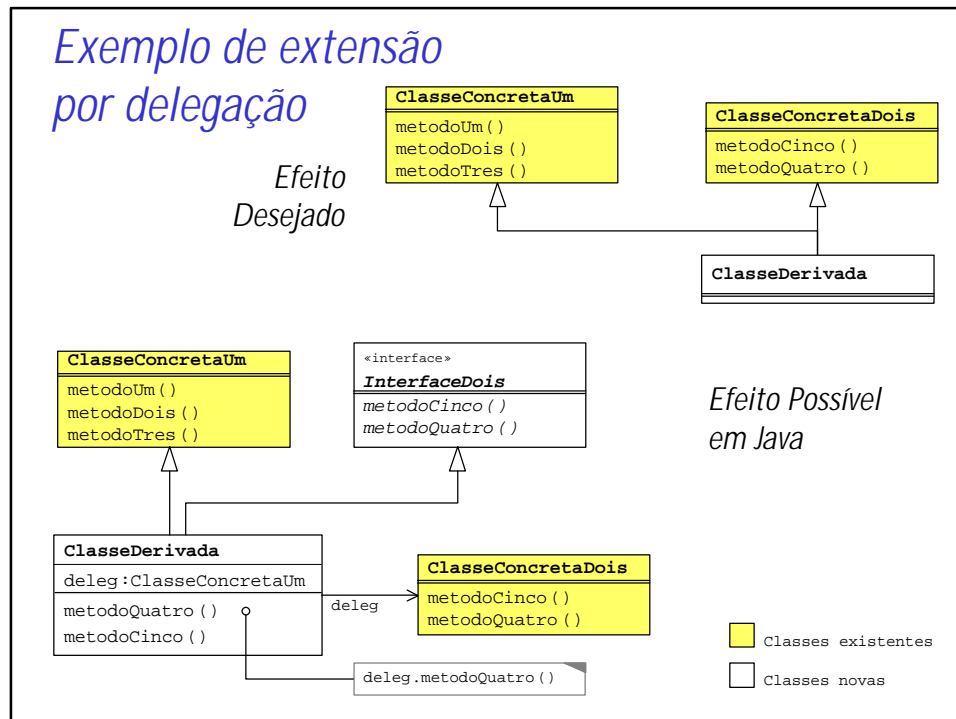 Exemplo de extensão
por delegação
ClasseConcretaUm
metodoUm()
metodoDois()
metodoTres()
ClasseConcretaDois
metodoCinco()
metodoQuatro()
Efeito
Desejado
ClasseDerivada
ClasseConcretaUm
metodoUm()
metodoDois()
metodoTres()
«interface»
InterfaceDois
metodoCinco()
metodoQuatro()
Efeito Possível
em Java
ClasseDerivada
deleg:ClasseConcretaUm
metodoQuatro()
metodoCinco()
deleg
ClasseConcretaDois
metodoCinco()
metodoQuatro()
deleg.metodoQuatro()
Classes existentes
Classes novas